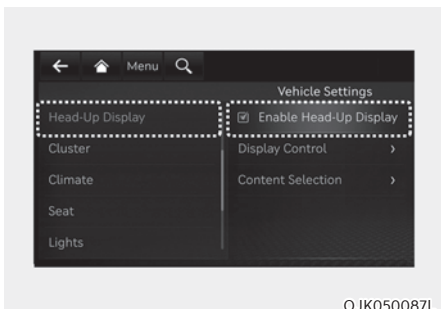 Menu
Vehicle Settings
Head-Up Display
Enable Head-Up Display
Cluster
Display Control
Climate
Content Selection
Seat
Lights
OJK050087L